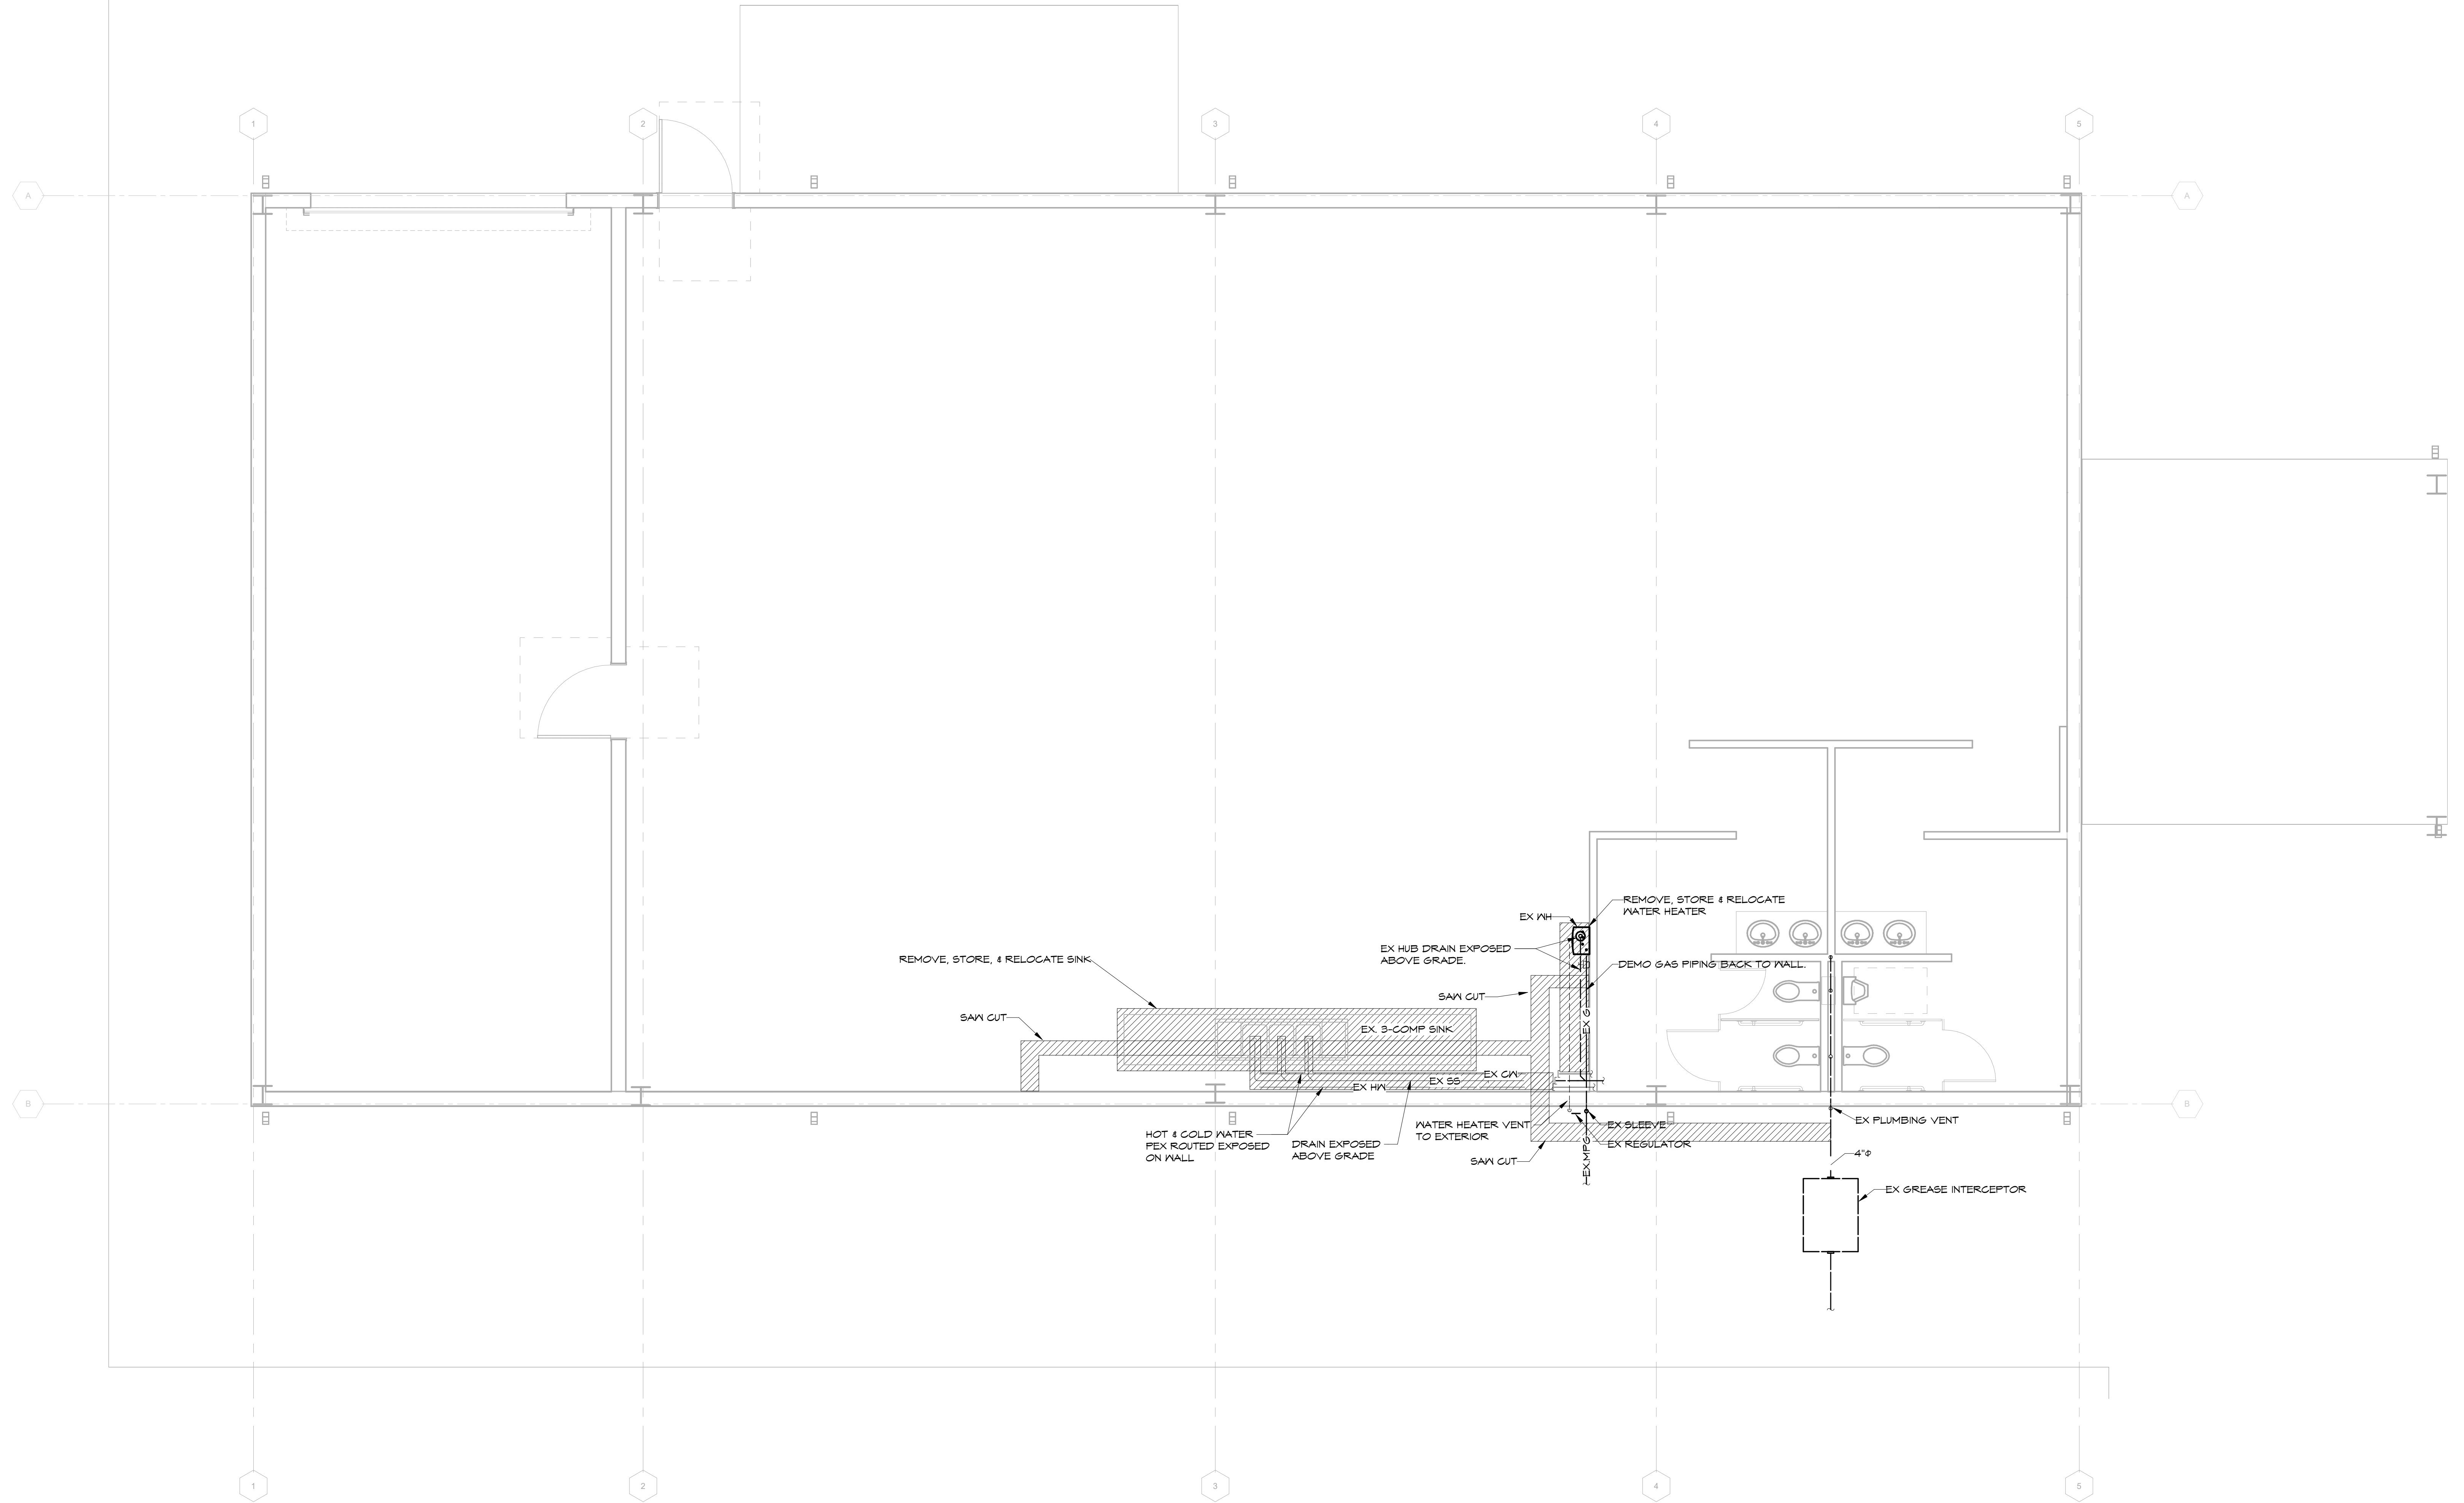 1
2
3
4
5
A
A
REMOVE, STORE & RELOCATE
WATER HEATER
EX WH
EX HUB DRAIN EXPOSED
ABOVE GRADE.
REMOVE, STORE, & RELOCATE SINK
DEMO GAS PIPING BACK TO WALL.
SAW CUT
SAW CUT
EX G
EX. 3-COMP SINK
EX CW
EX SS
EX HW
B
B
EX PLUMBING VENT
WATER HEATER VENT
TO EXTERIOR
EX SLEEVE
EX REGULATOR
HOT & COLD WATER
PEX ROUTED EXPOSED
ON WALL
DRAIN EXPOSED
ABOVE GRADE
SAW CUT
EX MPG
4"Φ
EX GREASE INTERCEPTOR
1
2
3
4
5